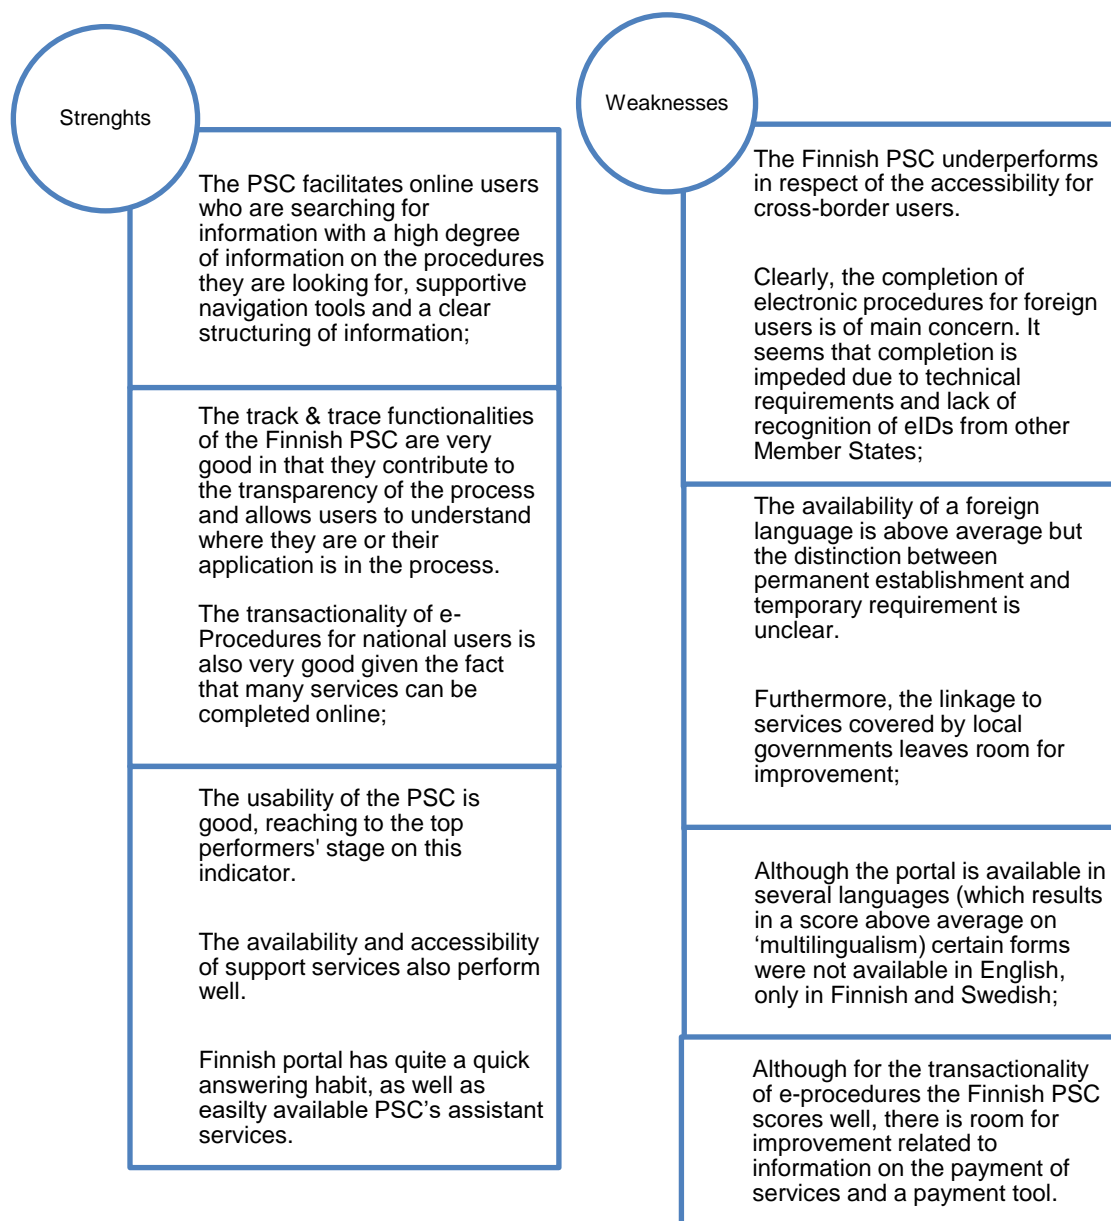 Strenghts
The PSC facilitates online users
who are searching for
information with a high degree
of information on the procedures
they are looking for, supportive
navigation tools and a clear
structuring of information;
The track & trace functionalities
of the Finnish PSC are very
good in that they contribute to
the transparency of the process
and allows users to understand
where they are or their
application is in the process.
The transactionality of e-
Procedures for national users is
also very good given the fact
that many services can be
completed online;
The usability of the PSC is
good, reaching to the top
performers' stage on this
indicator.
The availability and accessibility
of support services also perform
well.
Finnish portal has quite a quick
answering habit, as well as
easilty available PSC’s assistant
services.
Weaknesses
The Finnish PSC underperforms
in respect of the accessibility for
cross-border users.
Clearly, the completion of
electronic procedures for foreign
users is of main concern. It
seems that completion is
impeded due to technical
requirements and lack of
recognition of eIDs from other
Member States;
The availability of a foreign
language is above average but
the distinction between
permanent establishment and
temporary requirement is
unclear.
Furthermore, the linkage to
services covered by local
governments leaves room for
improvement;
Although the portal is available in
several languages (which results
in a score above average on
‘multilingualism) certain forms
were not available in English,
only in Finnish and Swedish;
Although for the transactionality
of e-procedures the Finnish PSC
scores well, there is room for
improvement related to
information on the payment of
services and a payment tool.